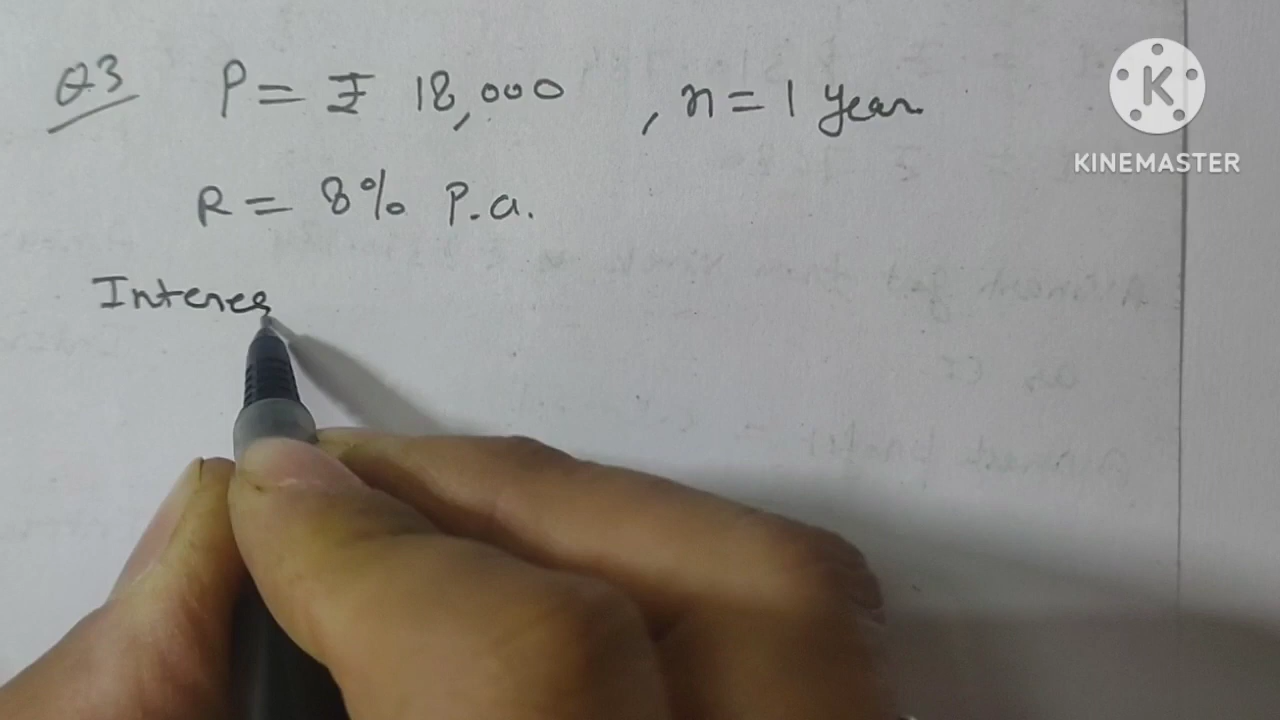 Q3 P = ₹ 18,000 , n = 1 year
R = 8% P.a.
Interes
K
KINEMASTER